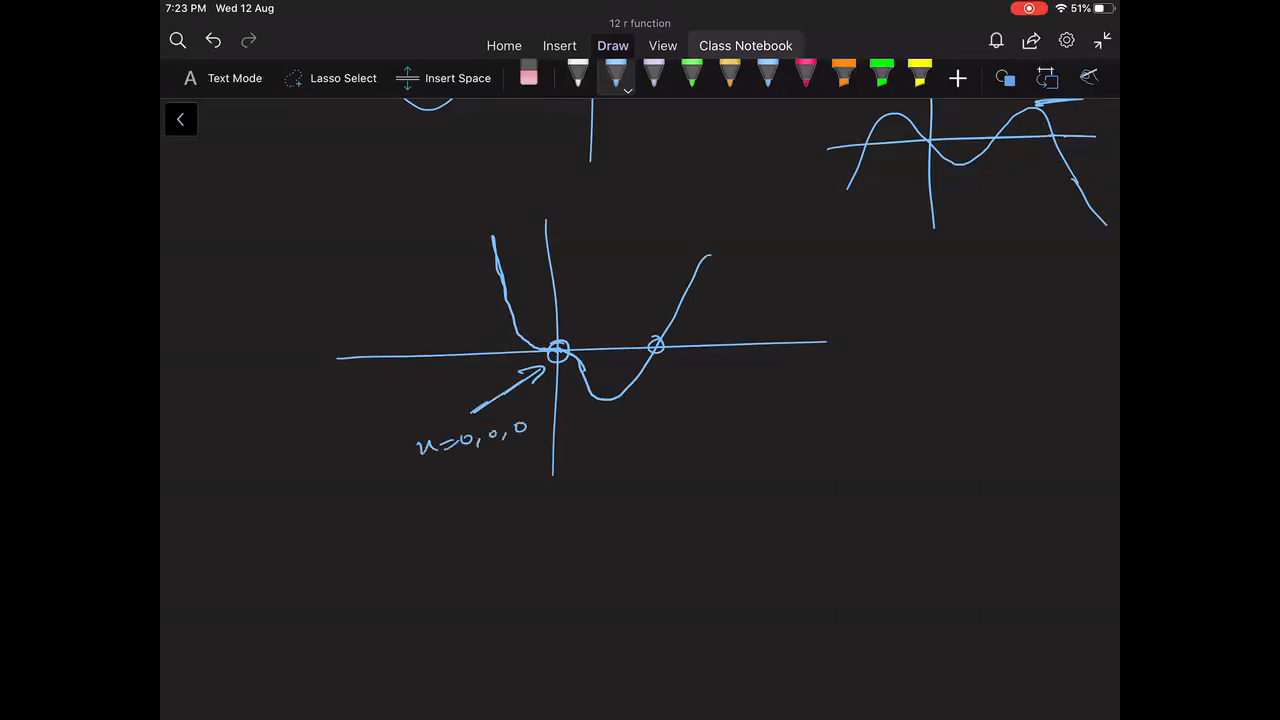 7:23 PM Wed 12 Aug
51%
12 r function
Home Insert Draw View Class Notebook
A Text Mode Lasso Select Insert Space
x=0,0,0